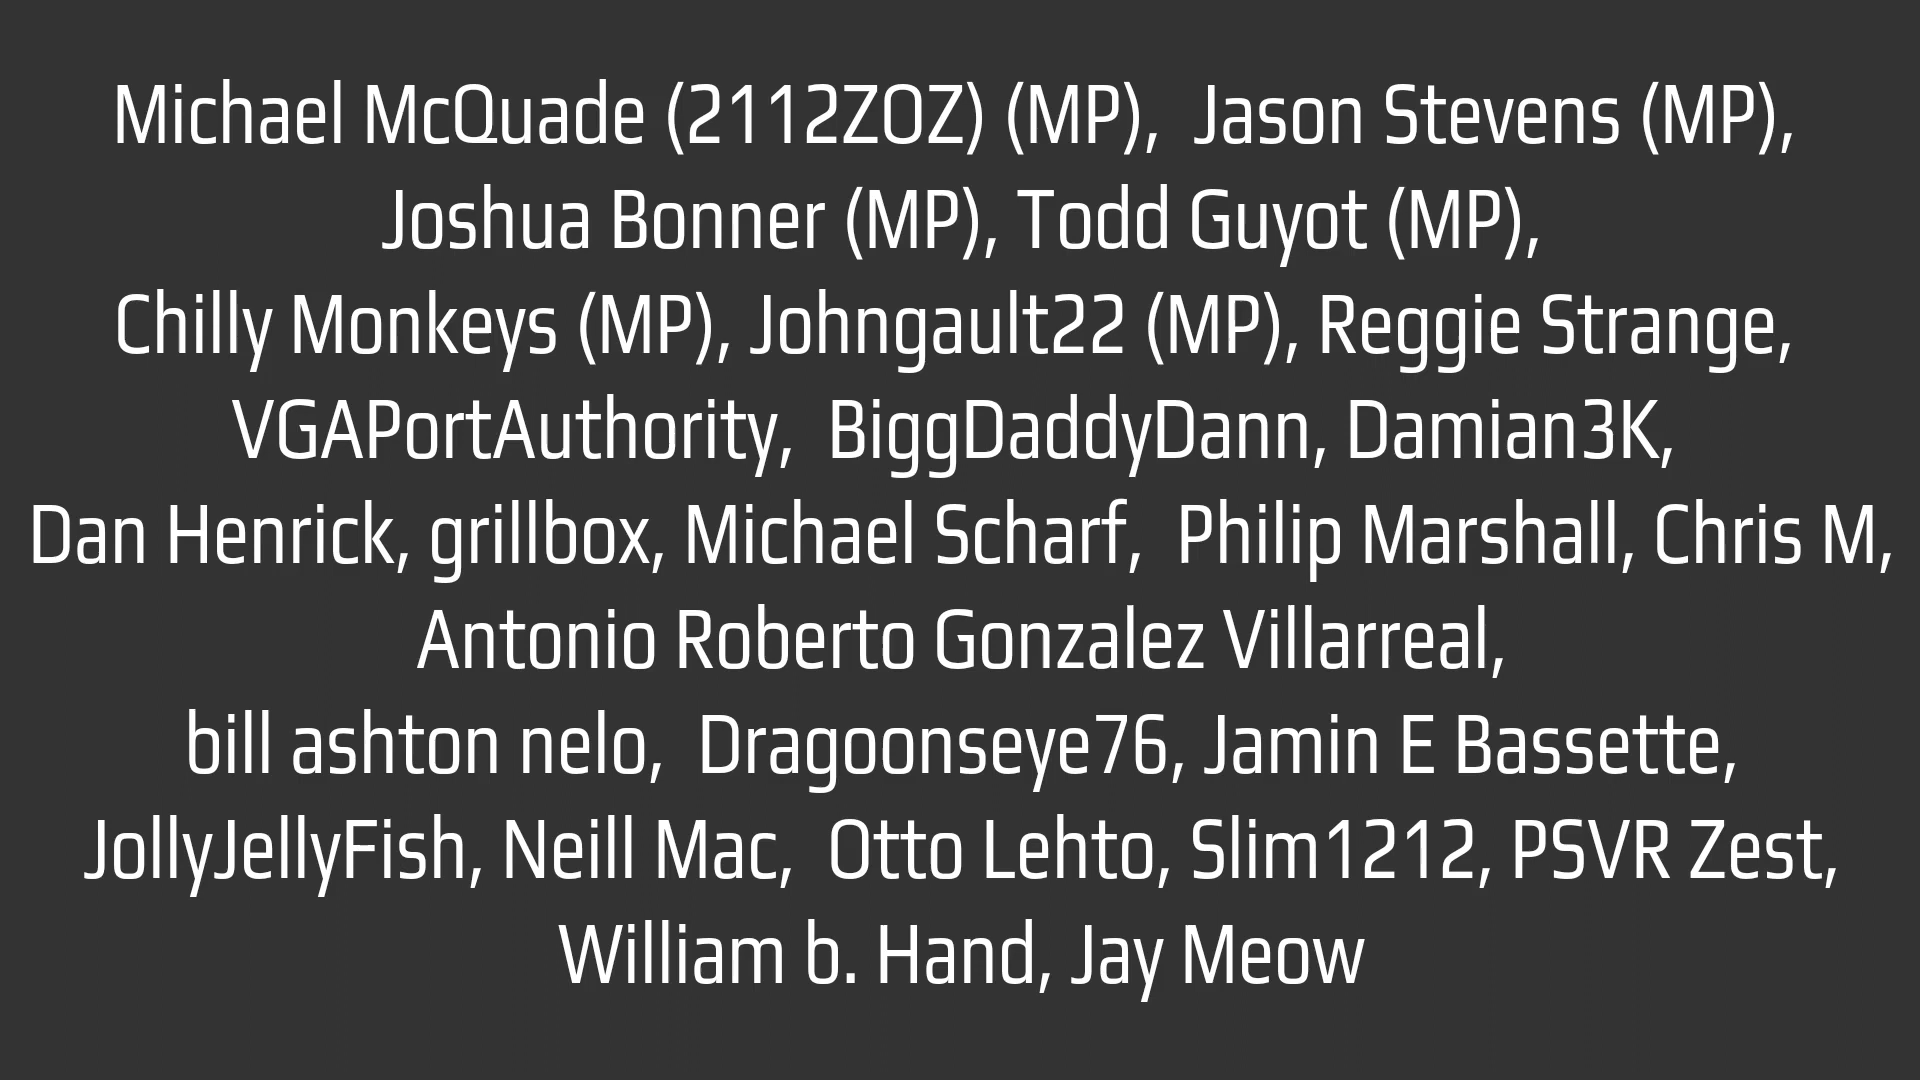 Michael McQuade (2112ZOZ) (MP),  Jason Stevens (MP),
Joshua Bonner (MP), Todd Guyot (MP),
Chilly Monkeys (MP), Johngault22 (MP), Reggie Strange,
VGAPortAuthority,  BiggDaddyDann, Damian3K,
Dan Henrick, grillbox, Michael Scharf,  Philip Marshall, Chris M,
Antonio Roberto Gonzalez Villarreal,
bill ashton nelo,  Dragoonseye76, Jamin E Bassette,
JollyJellyFish, Neill Mac,  Otto Lehto, Slim1212, PSVR Zest,
William b. Hand, Jay Meow